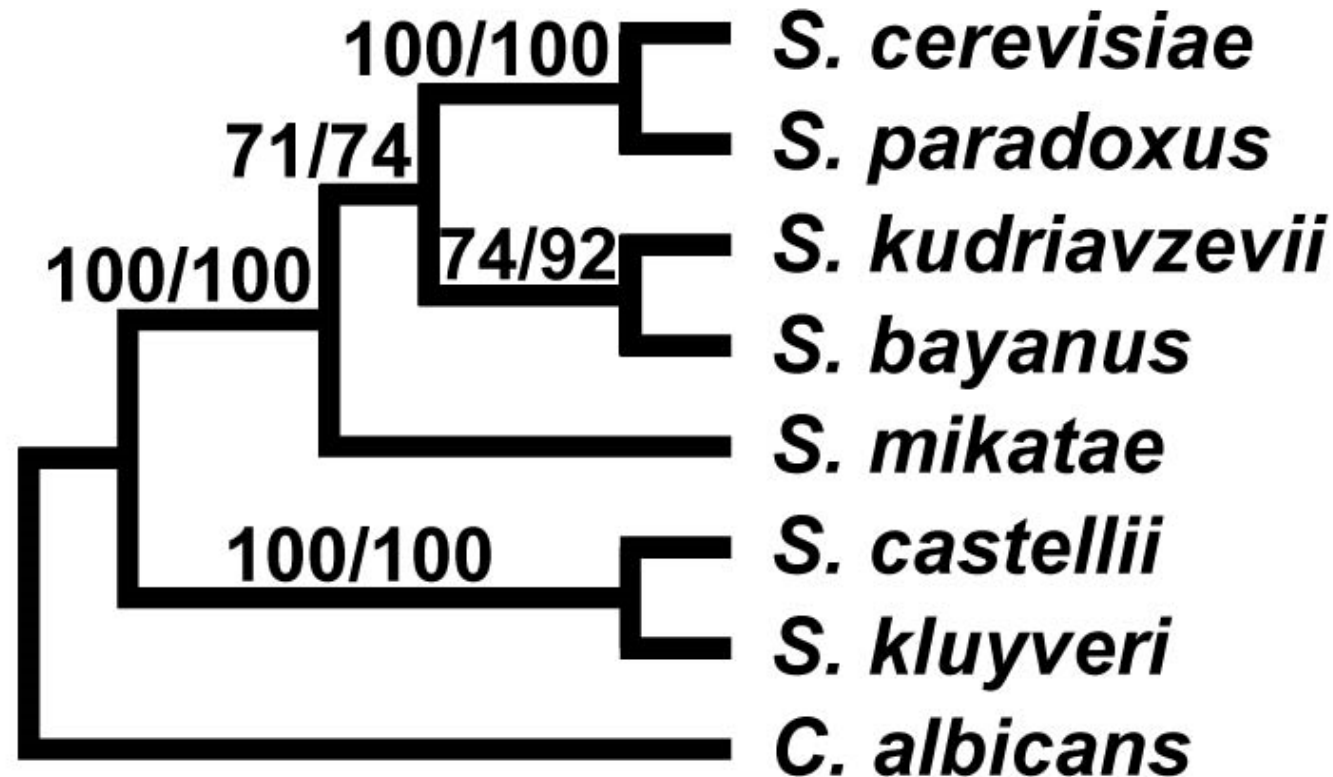 100/100
S. cerevisiae
71/74
S. paradoxus
100/100
74/92
S. kudriavzevii
S. bayanus
S. mikatae
100/100
S. castellii
S. kluyveri
C. albicans